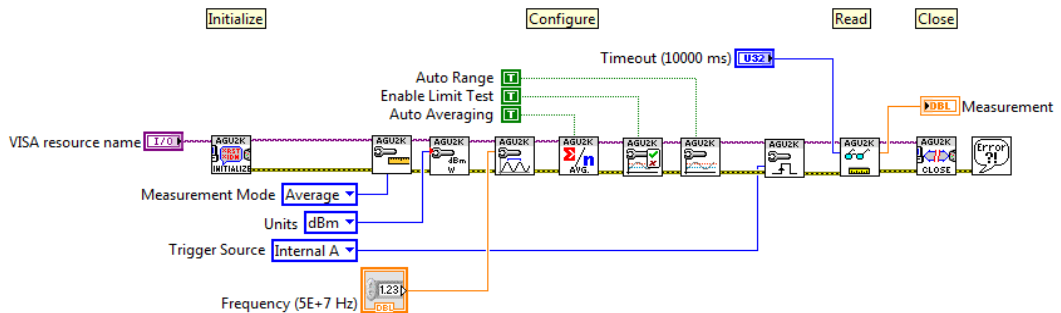 Initialize
Configure
Read
Close
Timeout (10000 ms)
U32
Auto Range
T
Enable Limit Test
T
Auto Averaging
T
DBL
Measurement
VISA resource name
I/O
AGU2K
INITIALIZE
AGU2K
AGU2K
dBm
W
AGU2K
AGU2K
Σ/n
AVG.
AGU2K
AGU2K
AGU2K
AGU2K
AGU2K
CLOSE
Error
?!
Measurement Mode
Average
Units
dBm
Trigger Source
Internal A
Frequency (5E+7 Hz)
1.23
DBL